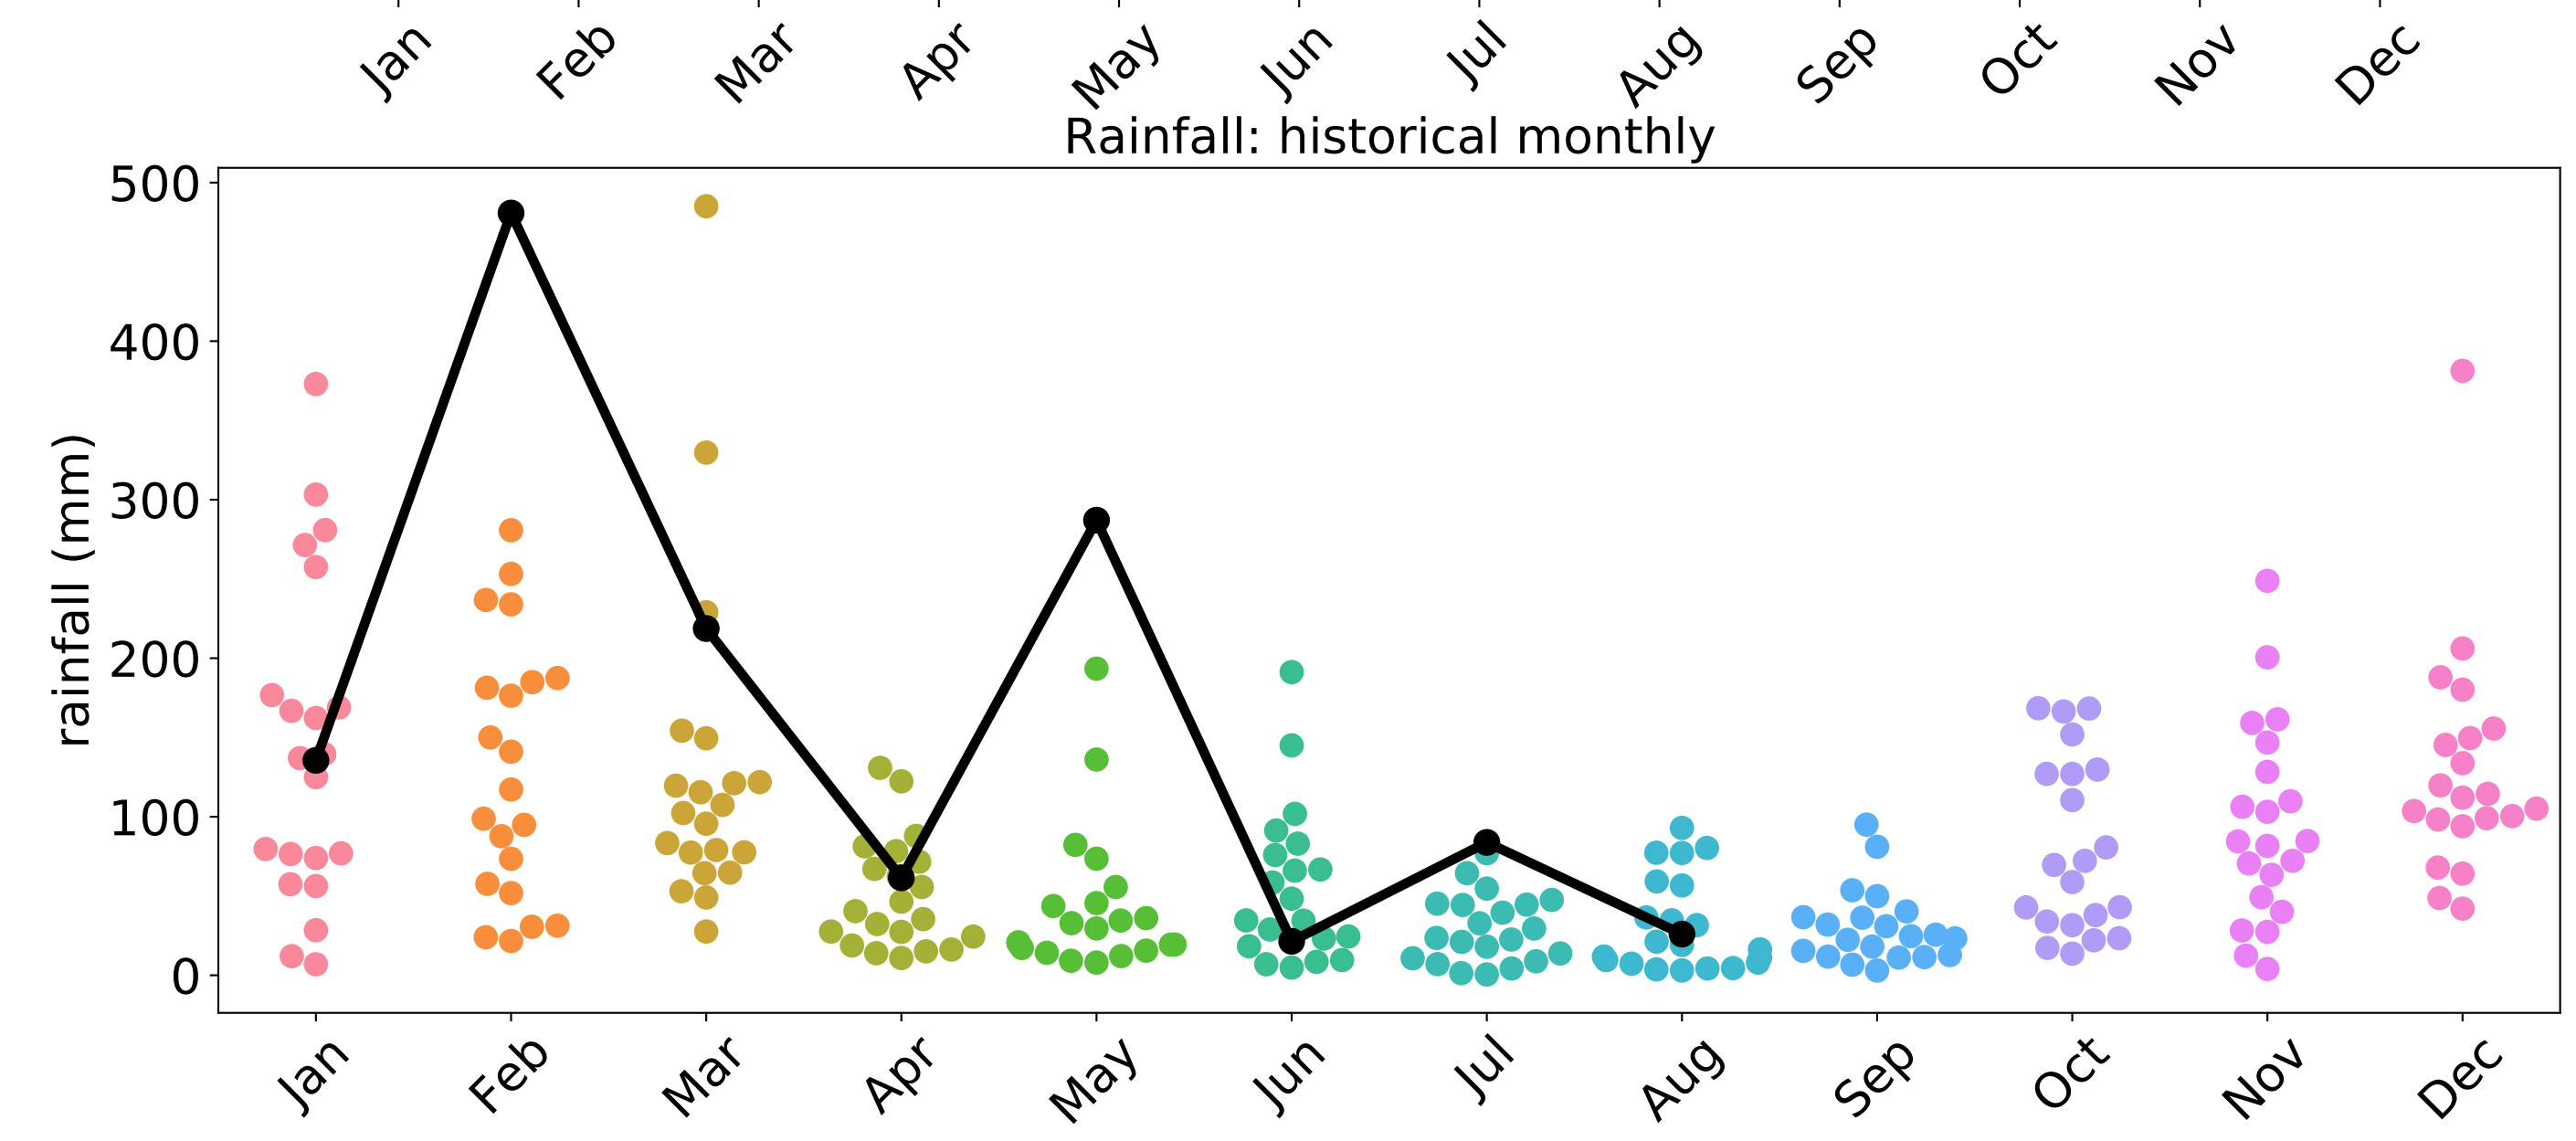 Jan Feb Mar Apr May Jun Jul Aug Sep Oct Nov Dec
Rainfall: historical monthly
500
400
300
200
100
0
rainfall (mm)
Jan Feb Mar Apr May Jun Jul Aug Sep Oct Nov Dec